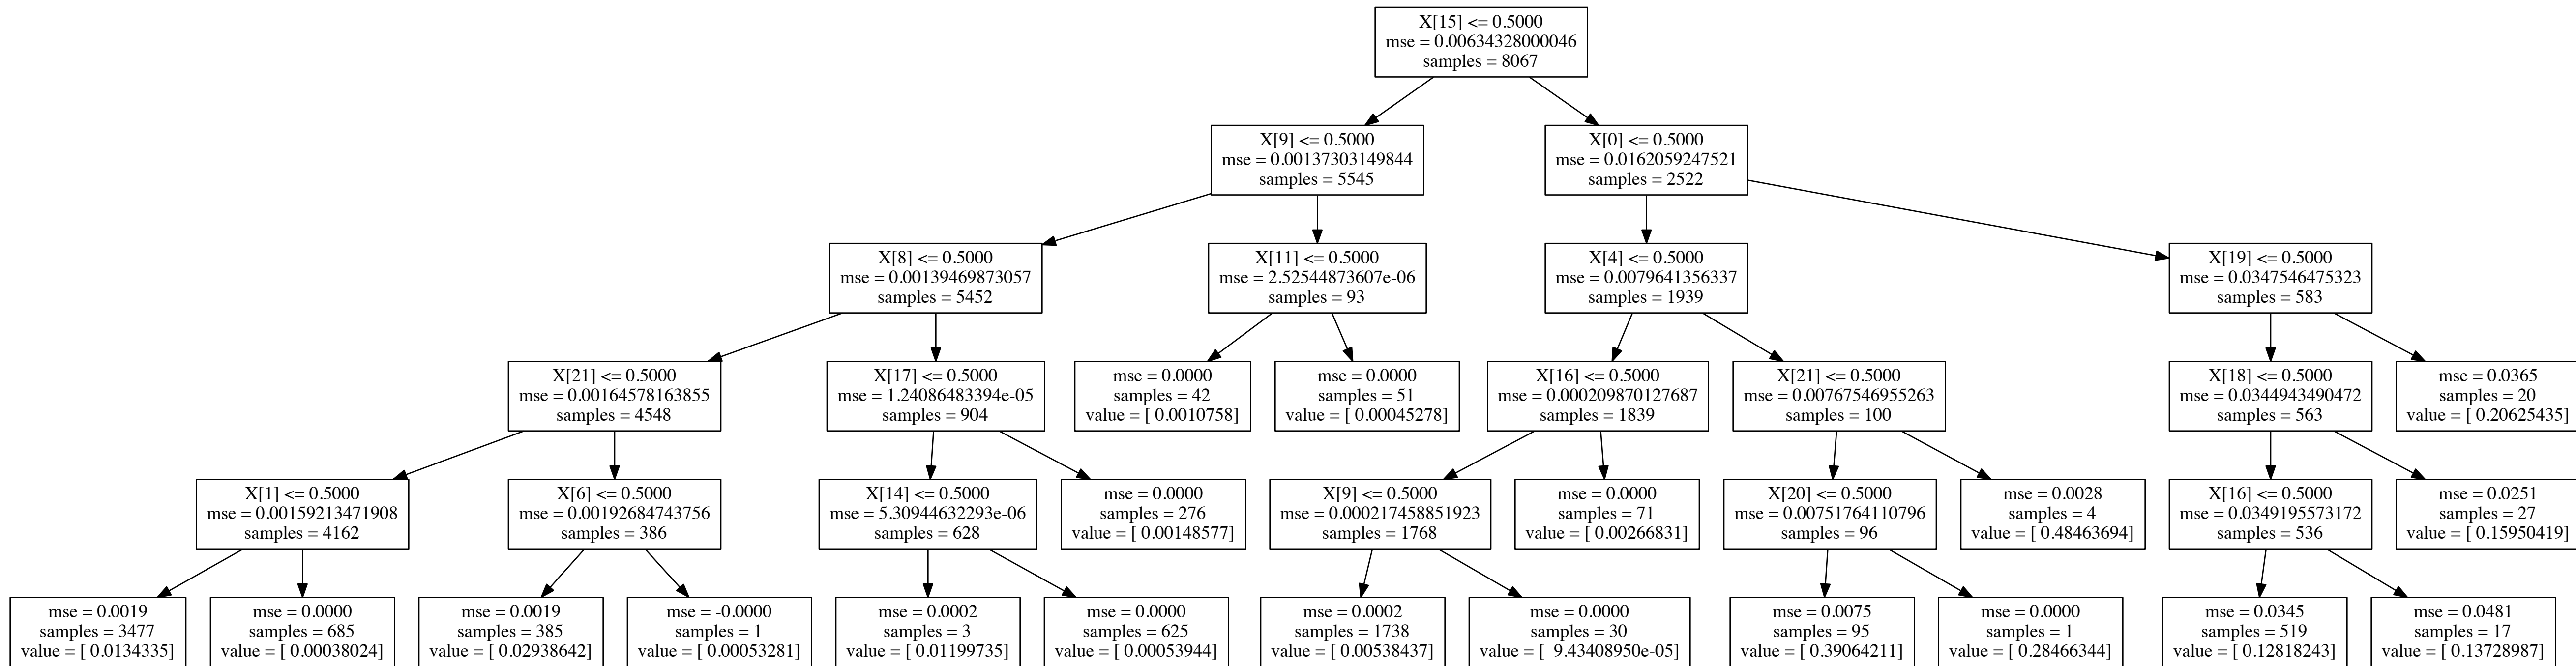 X[15] <= 0.5000
mse = 0.00634328000046
samples = 8067
X[9] <= 0.5000
mse = 0.00137303149844
samples = 5545
X[0] <= 0.5000
mse = 0.0162059247521
samples = 2522
X[8] <= 0.5000
mse = 0.00139469873057
samples = 5452
X[11] <= 0.5000
mse = 2.52544873607e-06
samples = 93
X[4] <= 0.5000
mse = 0.0079641356337
samples = 1939
X[19] <= 0.5000
mse = 0.0347546475323
samples = 583
X[21] <= 0.5000
mse = 0.00164578163855
samples = 4548
X[17] <= 0.5000
mse = 1.24086483394e-05
samples = 904
mse = 0.0000
samples = 42
value = [ 0.0010758]
mse = 0.0000
samples = 51
value = [ 0.00045278]
X[16] <= 0.5000
mse = 0.000209870127687
samples = 1839
X[21] <= 0.5000
mse = 0.00767546955263
samples = 100
X[18] <= 0.5000
mse = 0.0344943490472
samples = 563
mse = 0.0365
samples = 20
value = [ 0.20625435]
X[1] <= 0.5000
mse = 0.00159213471908
samples = 4162
X[6] <= 0.5000
mse = 0.00192684743756
samples = 386
X[14] <= 0.5000
mse = 5.30944632293e-06
samples = 628
mse = 0.0000
samples = 276
value = [ 0.00148577]
X[9] <= 0.5000
mse = 0.000217458851923
samples = 1768
mse = 0.0000
samples = 71
value = [ 0.00266831]
X[20] <= 0.5000
mse = 0.00751764110796
samples = 96
mse = 0.0028
samples = 4
value = [ 0.48463694]
X[16] <= 0.5000
mse = 0.0349195573172
samples = 536
mse = 0.0251
samples = 27
value = [ 0.15950419]
mse = 0.0019
samples = 3477
value = [ 0.0134335]
mse = 0.0000
samples = 685
value = [ 0.00038024]
mse = 0.0019
samples = 385
value = [ 0.02938642]
mse = -0.0000
samples = 1
value = [ 0.00053281]
mse = 0.0002
samples = 3
value = [ 0.01199735]
mse = 0.0000
samples = 625
value = [ 0.00053944]
mse = 0.0002
samples = 1738
value = [ 0.00538437]
mse = 0.0000
samples = 30
value = [ 9.43408950e-05]
mse = 0.0075
samples = 95
value = [ 0.39064211]
mse = 0.0000
samples = 1
value = [ 0.28466344]
mse = 0.0345
samples = 519
value = [ 0.12818243]
mse = 0.0481
samples = 17
value = [ 0.13728987]